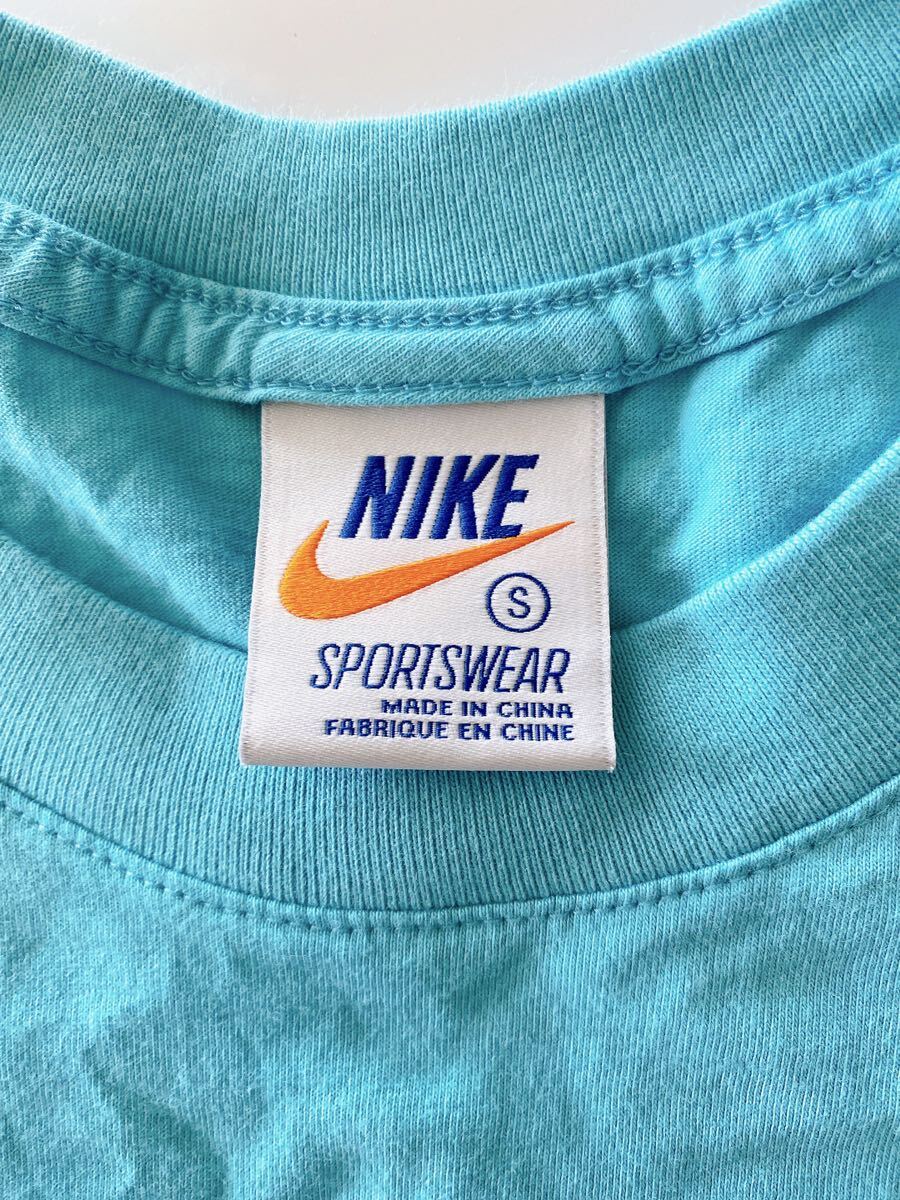 NIKE
S
SPORTSWEAR
MADE IN CHINA
FABRIQUE EN CHINE